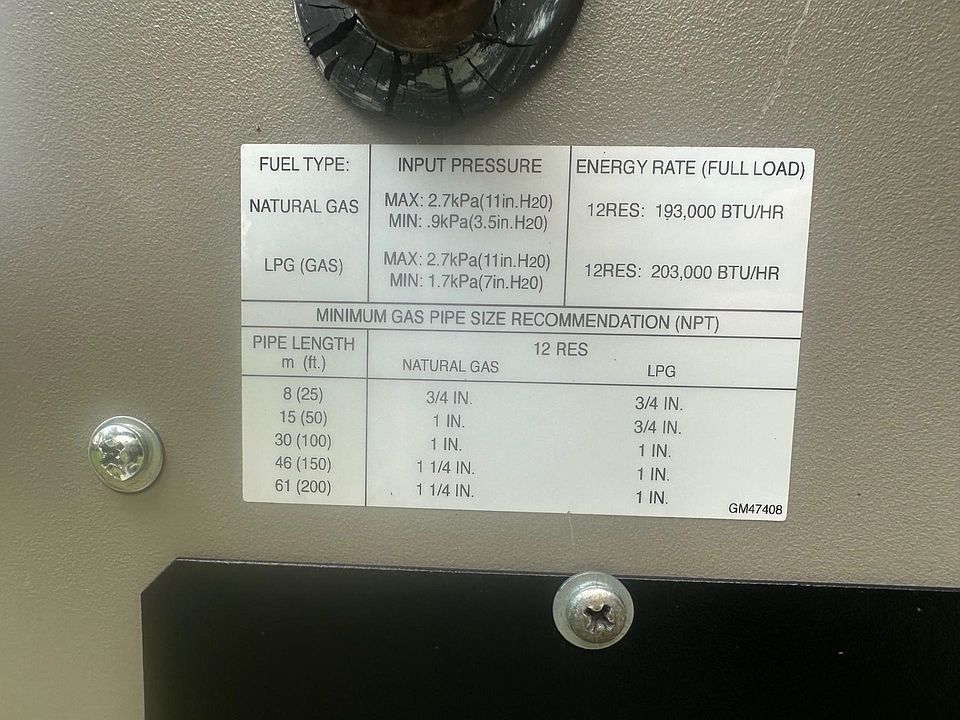 FUEL TYPE: INPUT PRESSURE ENERGY RATE (FULL LOAD)
NATURAL GAS MAX: 2.7kPa(11in.H20) 12RES: 193,000 BTU/HR
MIN: .9kPa(3.5in.H20)
LPG (GAS) MAX: 2.7kPa(11in.H20) 12RES: 203,000 BTU/HR
MIN: 1.7kPa(7in.H20)
MINIMUM GAS PIPE SIZE RECOMMENDATION (NPT)
PIPE LENGTH 12 RES
m (ft.) NATURAL GAS LPG
8 (25) 3/4 IN. 3/4 IN.
15 (50) 1 IN. 3/4 IN.
30 (100) 1 IN. 1 IN.
46 (150) 1 1/4 IN. 1 IN.
61 (200) 1 1/4 IN. 1 IN.
GM47408